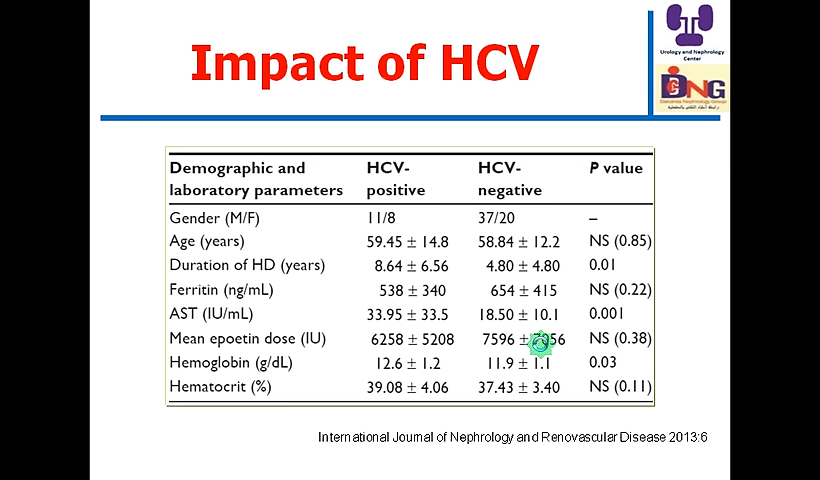 Impact of HCV
Urology and Nephrology
Center
DNG
Dakahlia Nephrology Group
Demographic and laboratory parameters HCV-positive HCV-negative P value
Gender (M/F) 11/8 37/20 –
Age (years) 59.45 ± 14.8 58.84 ± 12.2 NS (0.85)
Duration of HD (years) 8.64 ± 6.56 4.80 ± 4.80 0.01
Ferritin (ng/mL) 538 ± 340 654 ± 415 NS (0.22)
AST (IU/mL) 33.95 ± 33.5 18.50 ± 10.1 0.001
Mean epoetin dose (IU) 6258 ± 5208 7596 ± NS (0.38)
Hemoglobin (g/dL) 12.6 ± 1.2 11.9 ± 1.1 0.03
Hematocrit (%) 39.08 ± 4.06 37.43 ± 3.40 NS (0.11)
International Journal of Nephrology and Renovascular Disease 2013:6